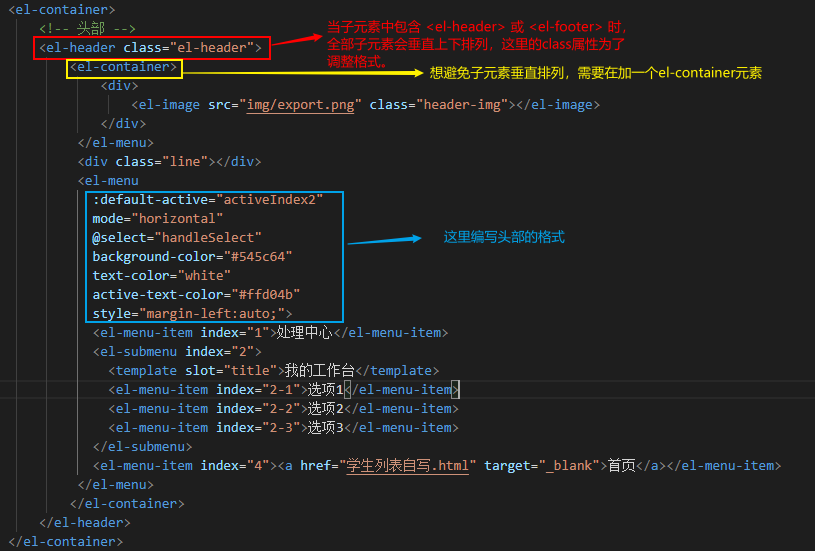 <el-container>
<!-- 头部 -->
当子元素中包含 <el-header> 或 <el-footer> 时，
<el-header class="el-header">
全部子元素会垂直上下排列，这里的class属性为了
调整格式。
<el-container>
想避免子元素垂直排列，需要在加一个el-container元素
<div>
<el-image src="img/export.png" class="header-img"></el-image>
</div>
</el-menu>
<div class="line"></div>
<el-menu
:default-active="activeIndex2"
mode="horizontal"
@select="handleSelect"
这里编写头部的格式
background-color="#545c64"
text-color="white"
active-text-color="#ffd04b"
style="margin-left:auto;">
<el-menu-item index="1">处理中心</el-menu-item>
<el-submenu index="2">
<template slot="title">我的工作台</template>
<el-menu-item index="2-1">选项1</el-menu-item>
<el-menu-item index="2-2">选项2</el-menu-item>
<el-menu-item index="2-3">选项3</el-menu-item>
</el-submenu>
<el-menu-item index="4"><a href="学生列表自写.html" target="_blank">首页</a></el-menu-item>
</el-menu>
</el-container>
</el-header>
</el-container>